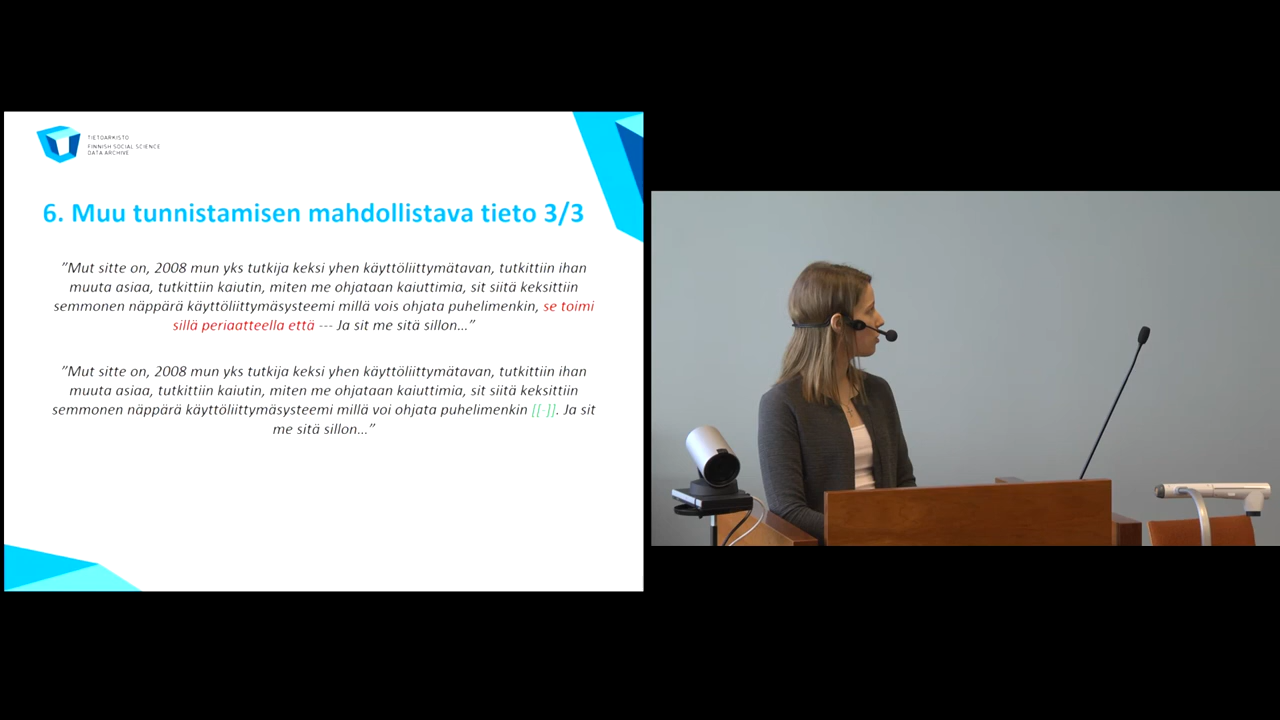 TIETOARKISTO
FINNISH SOCIAL SCIENCE
DATA ARCHIVE
6. Muu tunnistamisen mahdollistava tieto 3/3
”Mut sitte on, 2008 mun yks tutkija keksi yhen käyttöliittymätavan, tutkittiin ihan
muuta asiaa, tutkittiin kaiutin, miten me ohjataan kaiuttimia, sit siitä keksittiin
semmonen näppärä käyttöliittymäsysteemi millä vois ohjata puhelimenkin, se toimi
sillä periaatteella että --- Ja sit me sitä sillon...”
”Mut sitte on, 2008 mun yks tutkija keksi yhen käyttöliittymätavan, tutkittiin ihan
muuta asiaa, tutkittiin kaiutin, miten me ohjataan kaiuttimia, sit siitä keksittiin
semmonen näppärä käyttöliittymäsysteemi millä voi ohjata puhelimenkin [[-]]. Ja sit
me sitä sillon...”